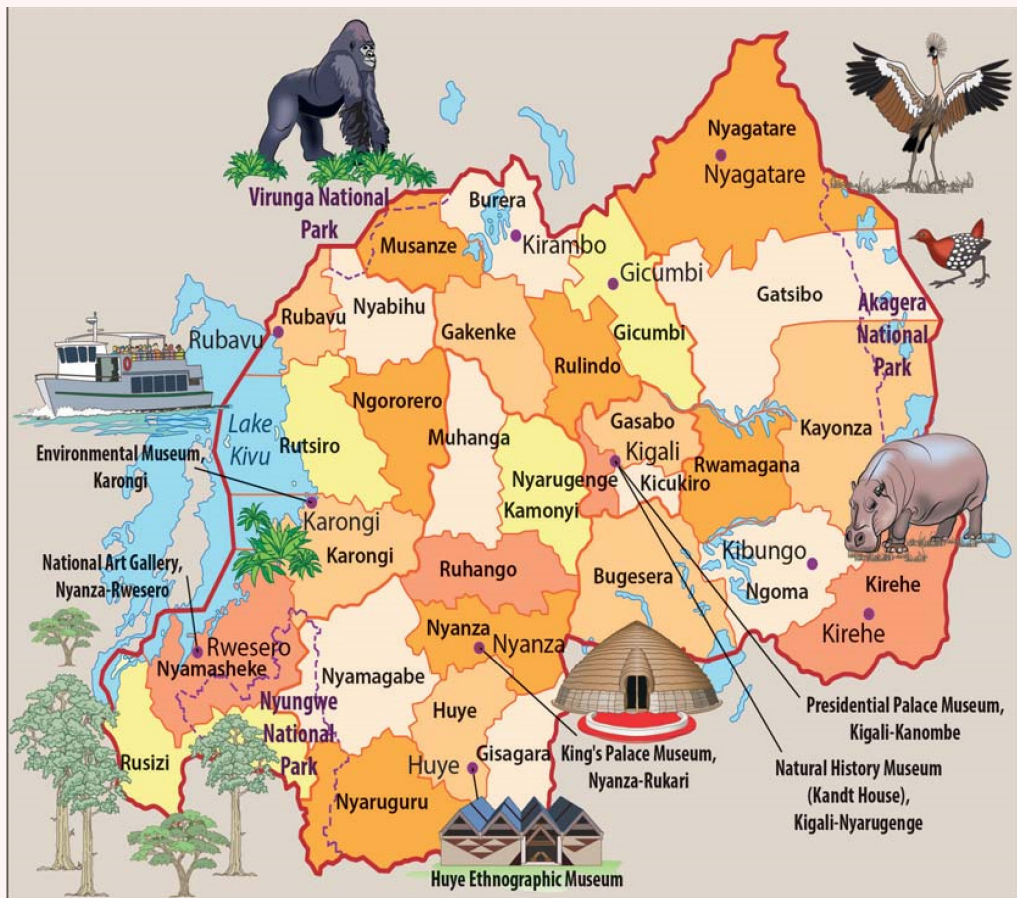 Nyagatare
Nyagatare
Virunga National
Park
Burera
Musanze
Kirambo
Gicumbi
Gicumbi
Gatsibo
Akagera
National
Park
Rubavu
Rubavu
Nyabihu
Gakenke
Rulindo
Ngororero
Rutsiro
Lake
Kivu
Muhanga
Gasabo
Kigali
Kayonza
Rwamagana
Nyarugenge
Kicukiro
Kamonyi
Environmental Museum,
Karongi
Karongi
Karongi
Ruhango
Bugesera
Kibungo
Ngoma
Kirehe
Kirehe
National Art Gallery,
Nyanza-Rwesero
Rwesero
Nyamasheke
Nyanza
Nyanza
Nyamagabe
Nyungwe
National
Park
Huye
Huye
Gisagara
Rusizi
Nyaruguru
King's Palace Museum,
Nyanza-Rukari
Presidential Palace Museum,
Kigali-Kanombe
Natural History Museum
(Kandt House),
Kigali-Nyarugenge
Huye Ethnographic Museum